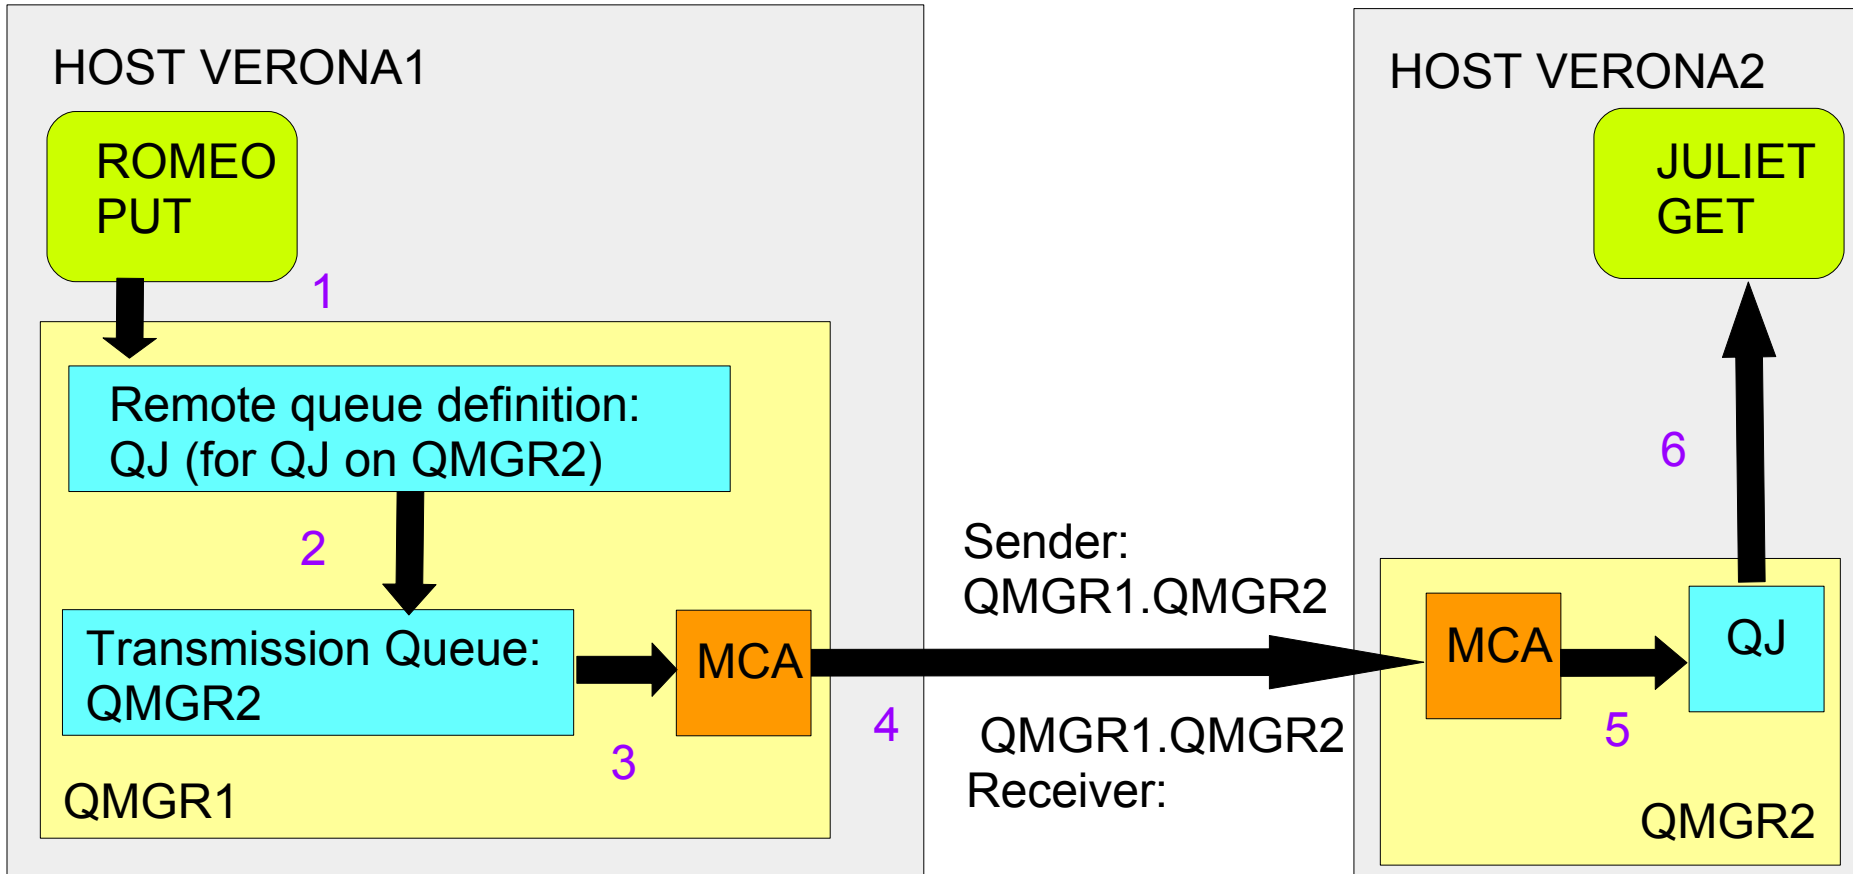 HOST VERONA1
ROMEO
PUT
1
Remote queue definition:
QJ (for QJ on QMGR2)
2
Transmission Queue:
QMGR2
3
MCA
4
QMGR1
Sender:
QMGR1.QMGR2
QMGR1.QMGR2
Receiver:
HOST VERONA2
JULIET
GET
6
MCA
5
QJ
QMGR2